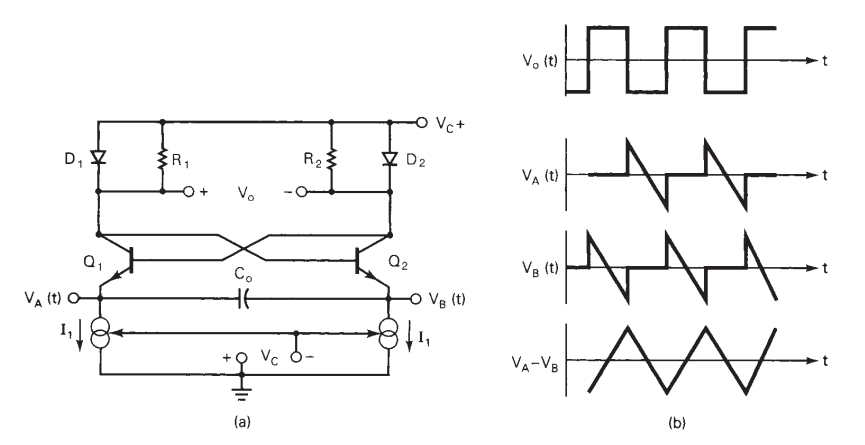 V_C+
D_1
R_1
R_2
D_2
+ V_o -
Q_1
Q_2
C_o
V_A (t)
V_B (t)
I_1
I_1
+ V_C -
(a)
V_o (t)
t
V_A (t)
t
V_B (t)
t
V_A-V_B
t
(b)